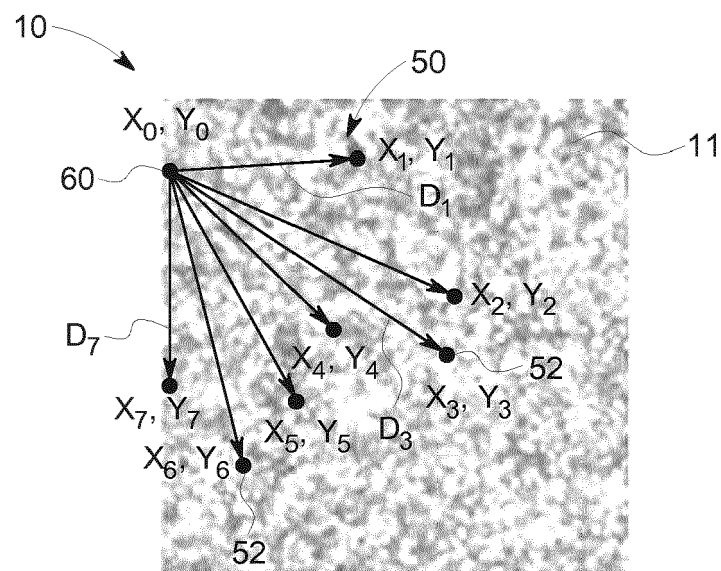 10
50
X0, Y0
11
X1, Y1
60
D1
X2, Y2
D7
X4, Y4
52
X3, Y3
X7, Y7
X5, Y5
D3
X6, Y6
52